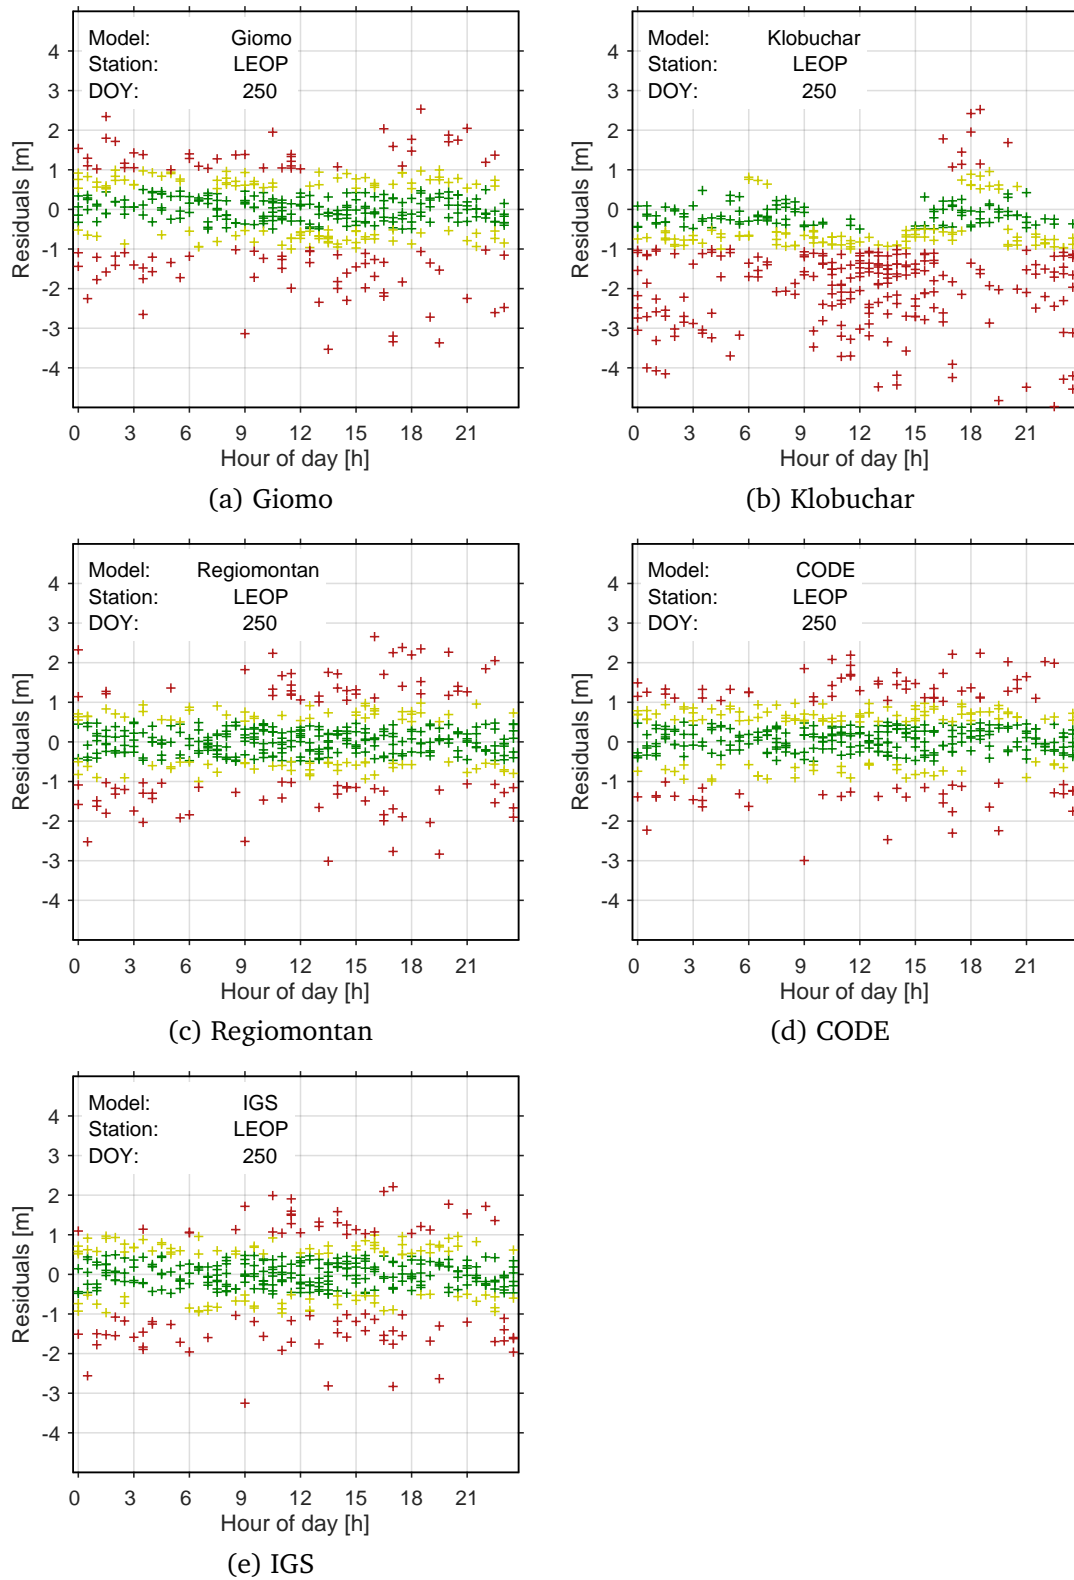 Model: Giomo
Station: LEOP
DOY: 250
4
3
2
1
0
-1
-2
-3
-4
Residuals [m]
0 3 6 9 12 15 18 21
Hour of day [h]
(a) Giomo
Model: Klobuchar
Station: LEOP
DOY: 250
4
3
2
1
0
-1
-2
-3
-4
Residuals [m]
0 3 6 9 12 15 18 21
Hour of day [h]
(b) Klobuchar
Model: Regiomontan
Station: LEOP
DOY: 250
4
3
2
1
0
-1
-2
-3
-4
Residuals [m]
0 3 6 9 12 15 18 21
Hour of day [h]
(c) Regiomontan
Model: CODE
Station: LEOP
DOY: 250
4
3
2
1
0
-1
-2
-3
-4
Residuals [m]
0 3 6 9 12 15 18 21
Hour of day [h]
(d) CODE
Model: IGS
Station: LEOP
DOY: 250
4
3
2
1
0
-1
-2
-3
-4
Residuals [m]
0 3 6 9 12 15 18 21
Hour of day [h]
(e) IGS